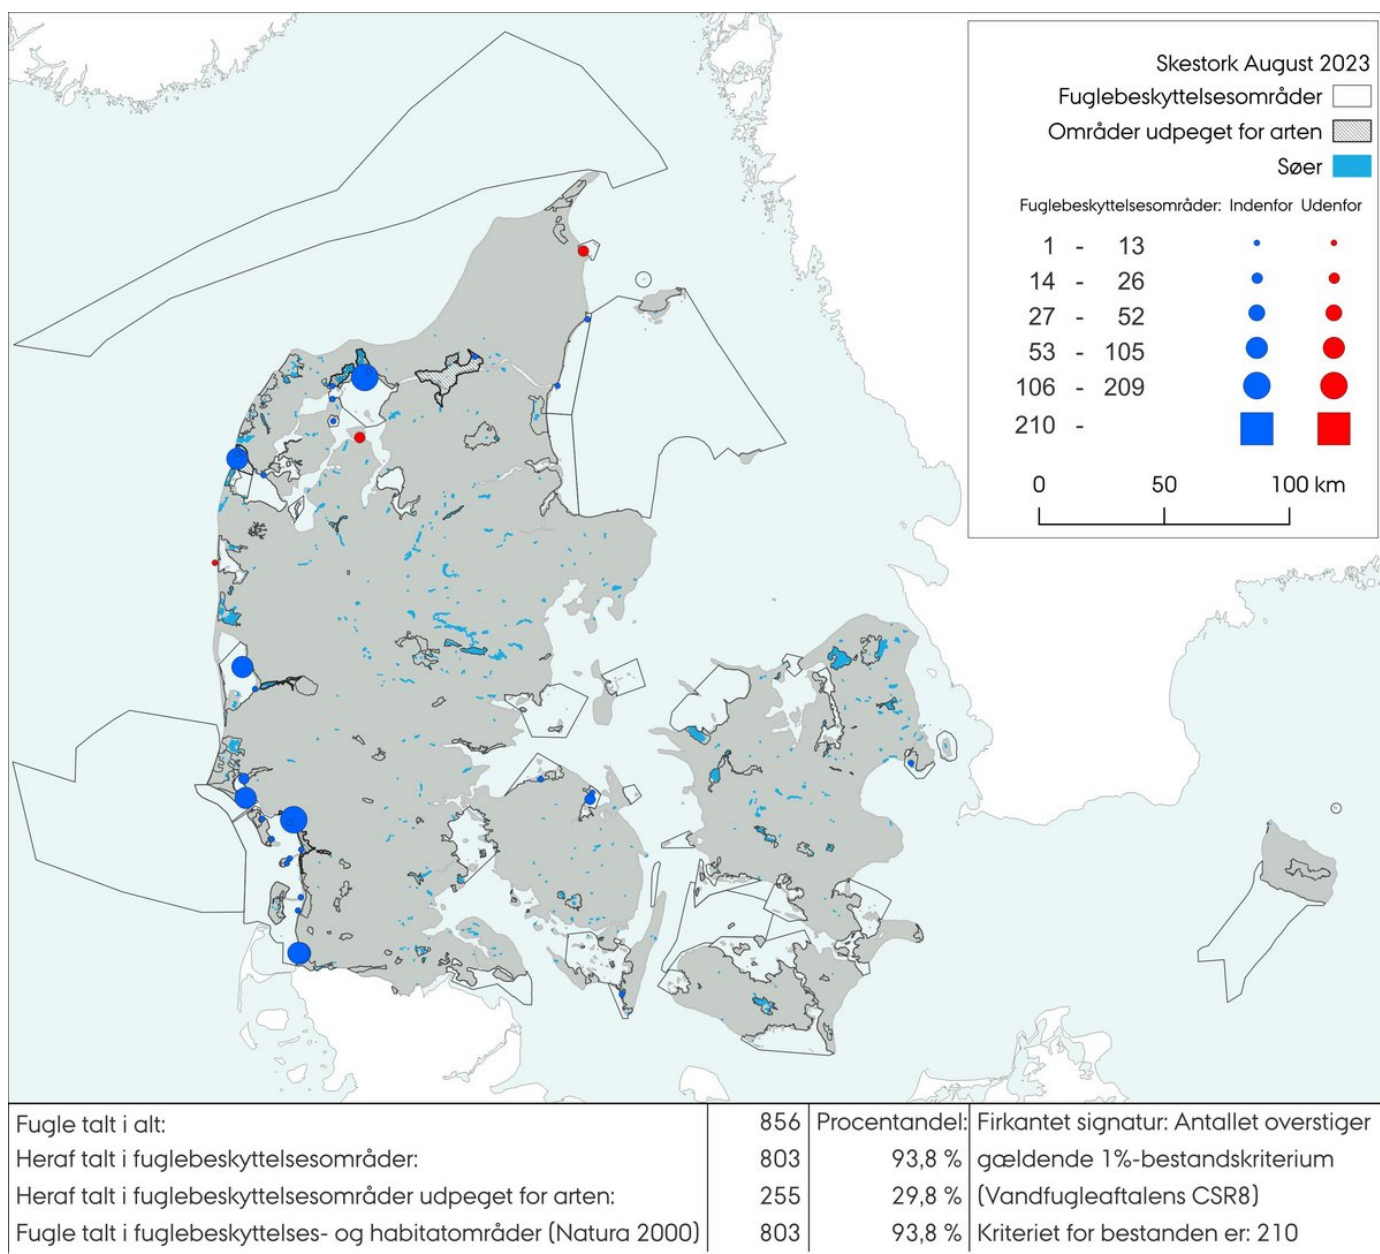 Skestork August 2023
Fuglebeskyttelsesområder
Områder udpeget for arten
Søer
Fuglebeskyttelsesområder: Indenfor Udenfor
1 - 13
14 - 26
27 - 52
53 - 105
106 - 209
210 -
0 50 100 km
Fugle talt i alt: 856 Procentandel: Firkantet signatur: Antallet overstiger
Heraf talt i fuglebeskyttelsesområder: 803 93,8 % gældende 1%-bestandskriterium
Heraf talt i fuglebeskyttelsesområder udpeget for arten: 255 29,8 % (Vandfugleaftalens CSR8)
Fugle talt i fuglebeskyttelses- og habitatområder (Natura 2000) 803 93,8 % Kriteriet for bestanden er: 210